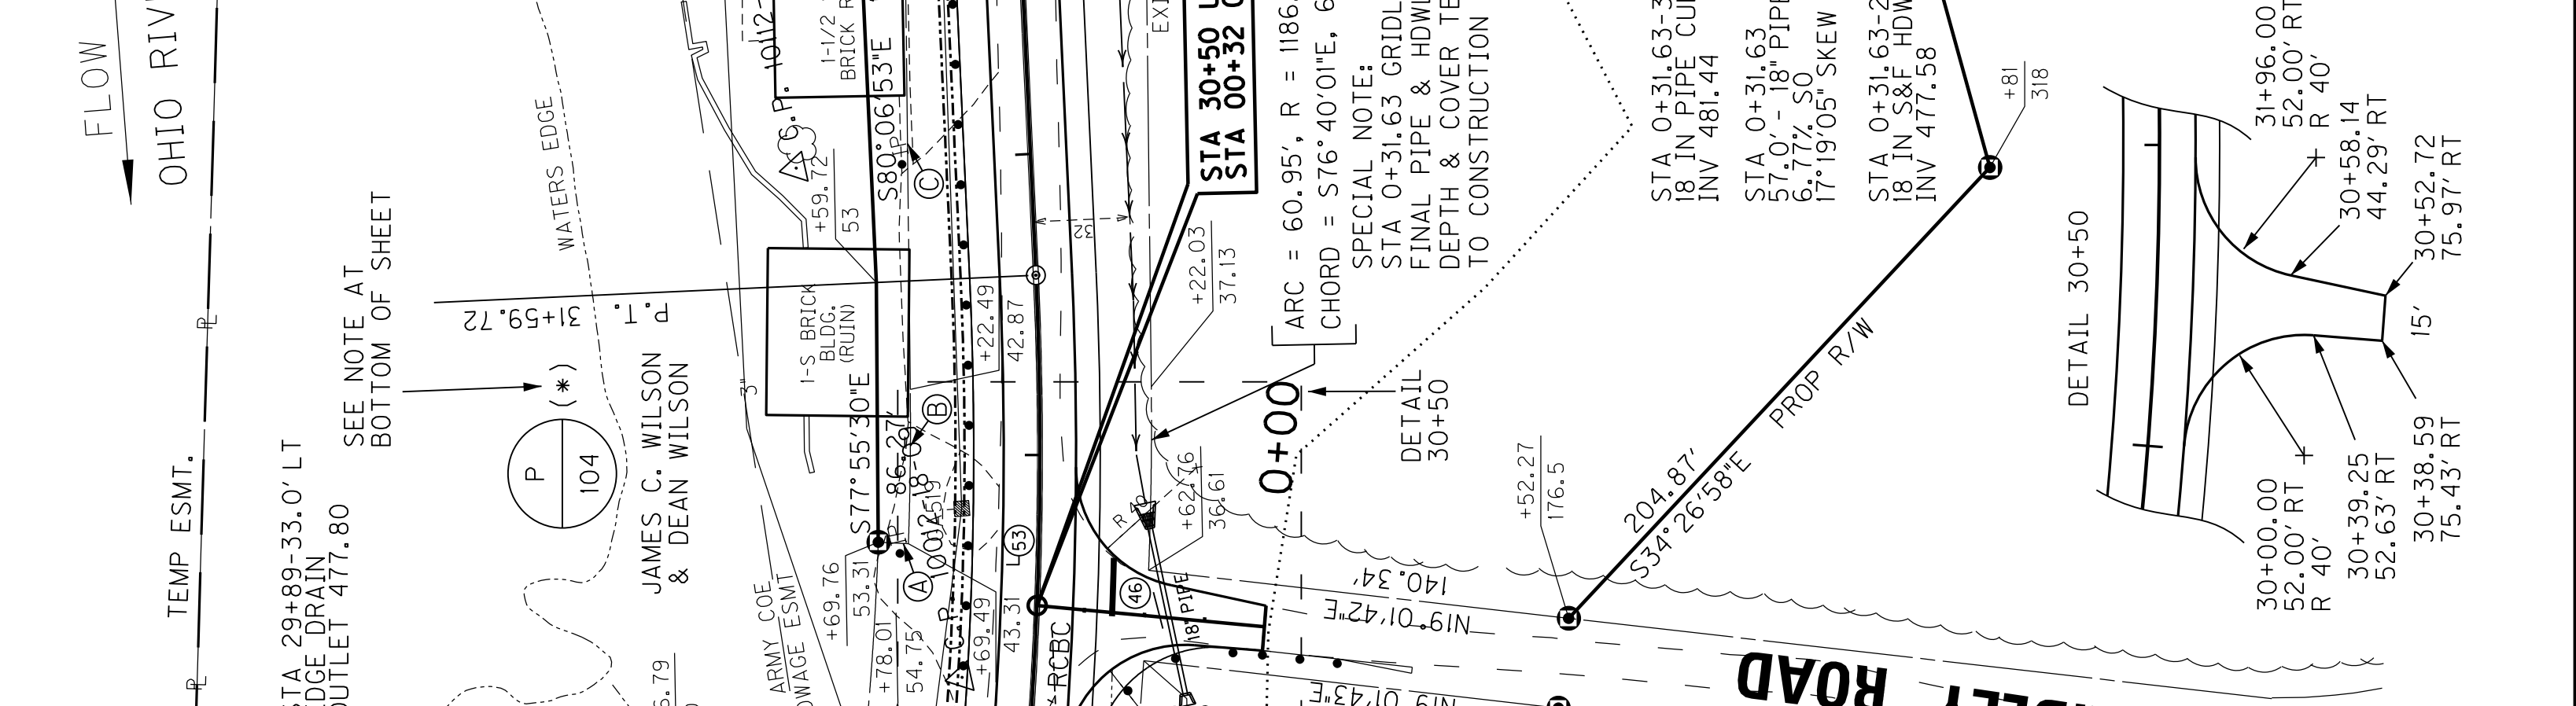 FLOW
TEMP ESMT.
STA 29+89-33.0' LT
EDGE DRAIN
OUTLET 477.80
SEE NOTE AT
BOTTOM OF SHEET
(*)
P
104
WATERS EDGE
P.T. 31+59.72
JAMES C. WILSON
& DEAN WILSON
3"
ARMY COE
1-S BRICK
BLDG.
(RUIN)
1-1/2
BRICK
+59.72
53
C.P.
S80°06'53"E
S77°55'30"E
86.27'
A
B
C
+69.76
53.31
+78.01
54.75
+69.49
43.31
+22.49
42.87
53
RCBC
32
R 40'
46
18" PIPE
+62.76
36.61
+22.03
37.13
STA 30+50
STA 00+32
ARC = 60.95', R = 1186.
CHORD = S76°40'01"E, 6
SPECIAL NOTE:
STA 0+31.63
FINAL PIPE & HDWL
DEPTH & COVER
TO CONSTRUCTION
0+00
DETAIL
30+50
140.34'
N19°01'42"E
N19°01'43"E
+52.27
176.5
204.87'
S34°26'58"E
PROP R/W
STA 0+31.63
18 IN PIPE
INV 481.44
STA 0+31.63
57.0' - 18" PIPE
6.77% SO
17°19'05" SKEW
STA 0+31.63
18 IN S&F HDW
INV 477.58
+81
318
ROAD
DETAIL 30+50
31+96.00
52.00' RT
R 40'
30+58.14
44.29' RT
30+52.72
75.97' RT
15'
30+00.00
52.00' RT
R 40'
30+39.25
52.63' RT
30+38.59
75.43' RT